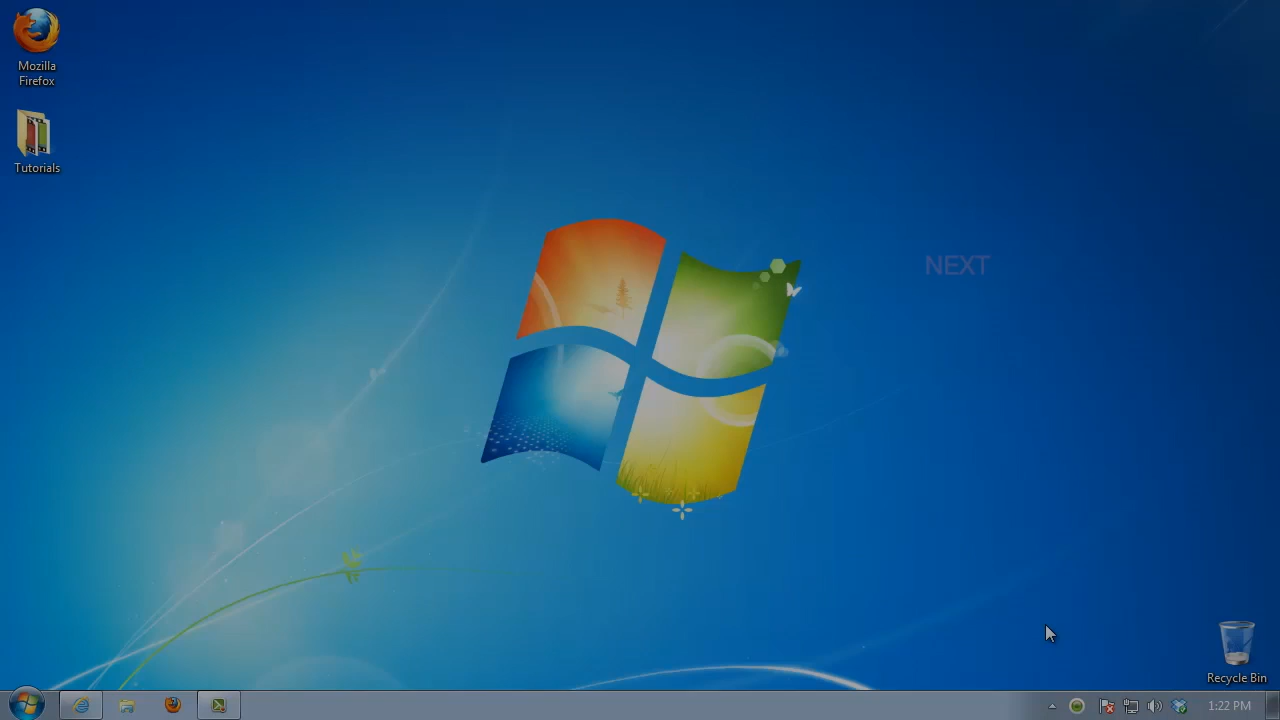 Mozilla
Firefox
Tutorials
NEXT
Recycle Bin
1:22 PM